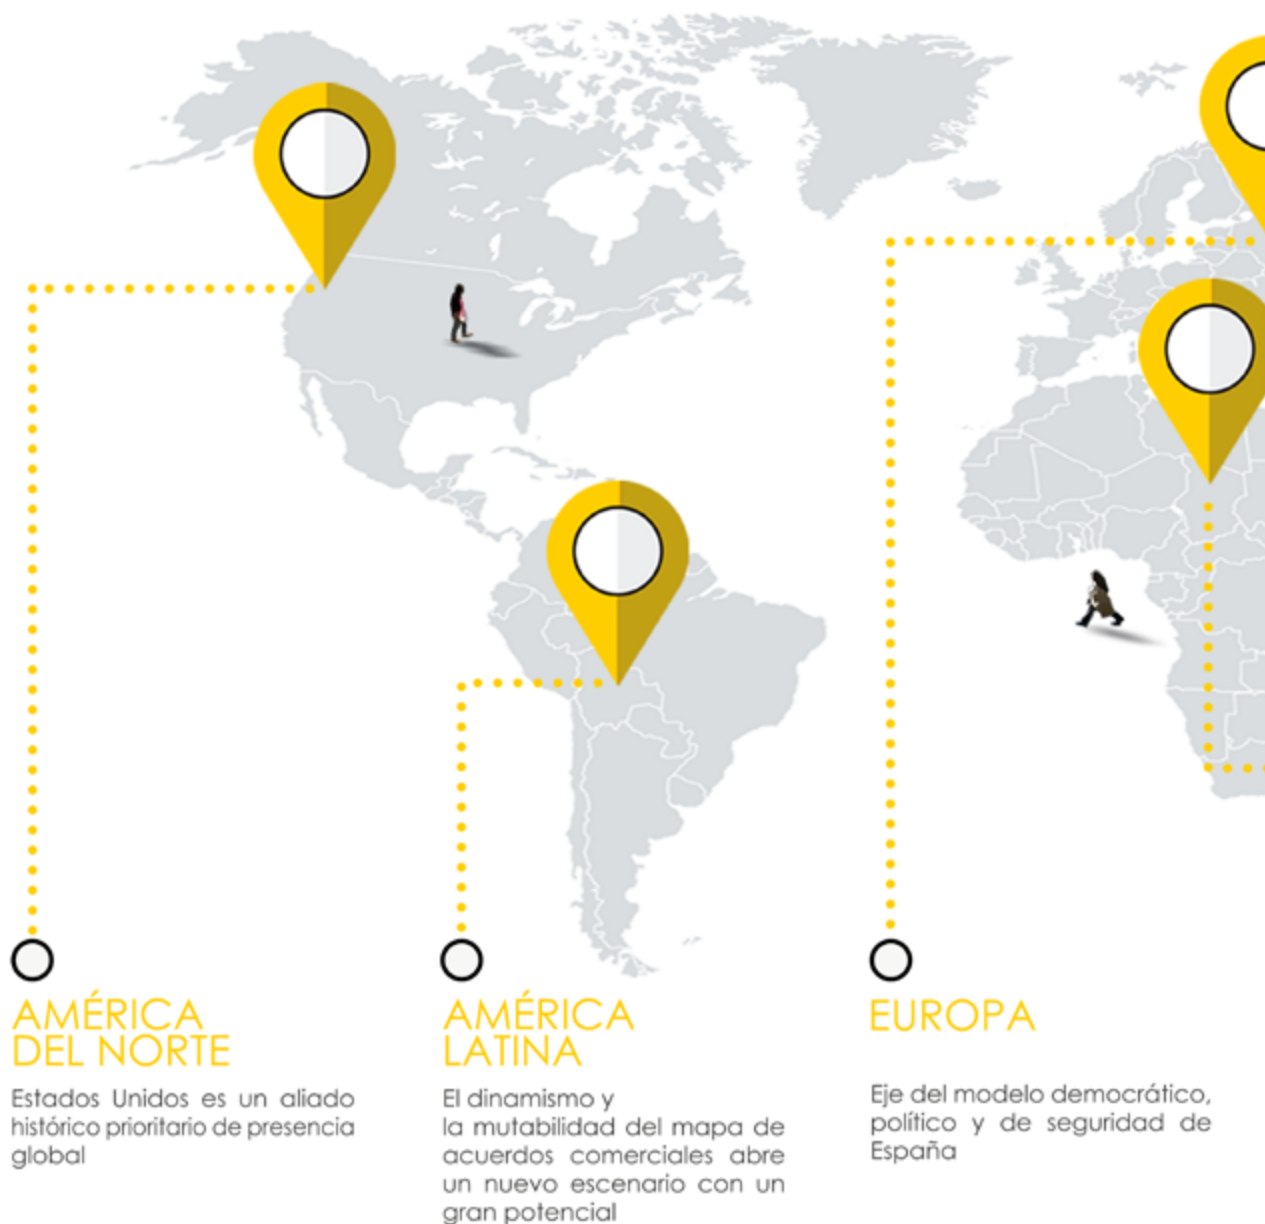 AMÉRICA
DEL NORTE
Estados Unidos es un aliado
histórico prioritario de presencia
global
AMÉRICA
LATINA
El dinamismo y
la mutabilidad del mapa de
acuerdos comerciales abre
un nuevo escenario con un
gran potencial
EUROPA
Eje del modelo democrático,
político y de seguridad de
España